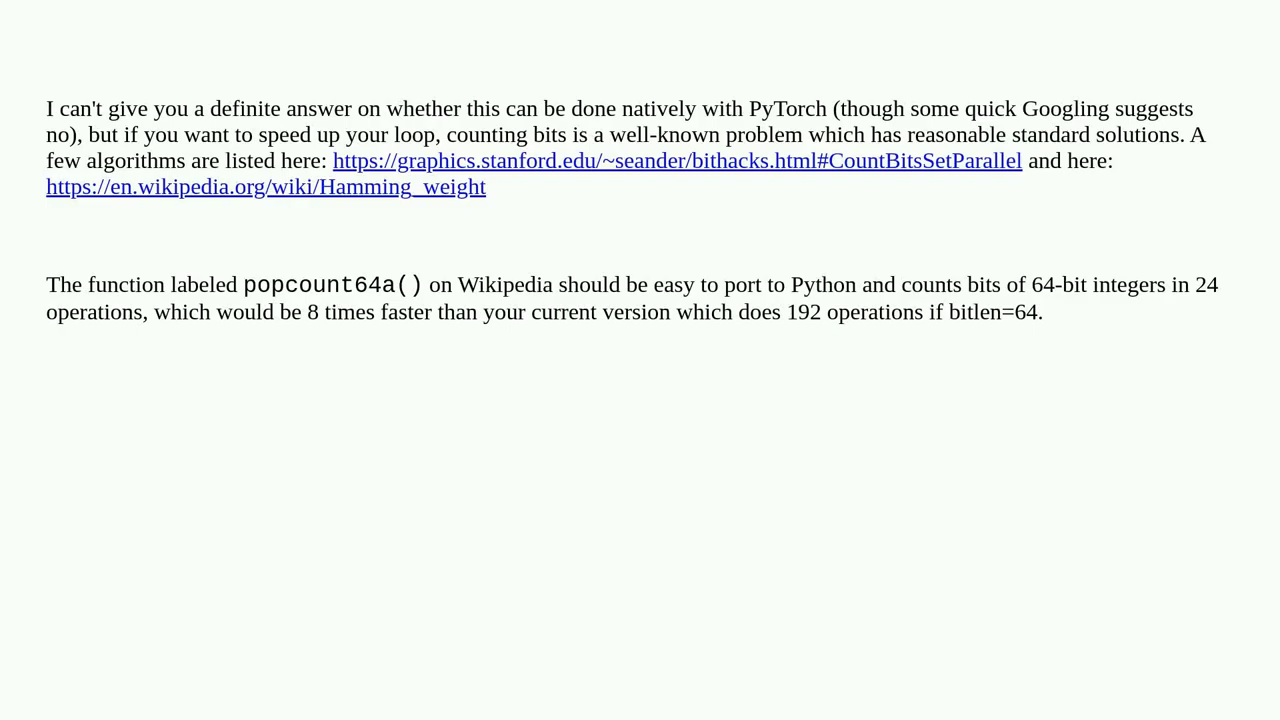 I can't give you a definite answer on whether this can be done natively with PyTorch (though some quick Googling suggests
no), but if you want to speed up your loop, counting bits is a well-known problem which has reasonable standard solutions. A
few algorithms are listed here: https://graphics.stanford.edu/~seander/bithacks.html#CountBitsSetParallel and here:
https://en.wikipedia.org/wiki/Hamming_weight
The function labeled popcount64a() on Wikipedia should be easy to port to Python and counts bits of 64-bit integers in 24
operations, which would be 8 times faster than your current version which does 192 operations if bitlen=64.